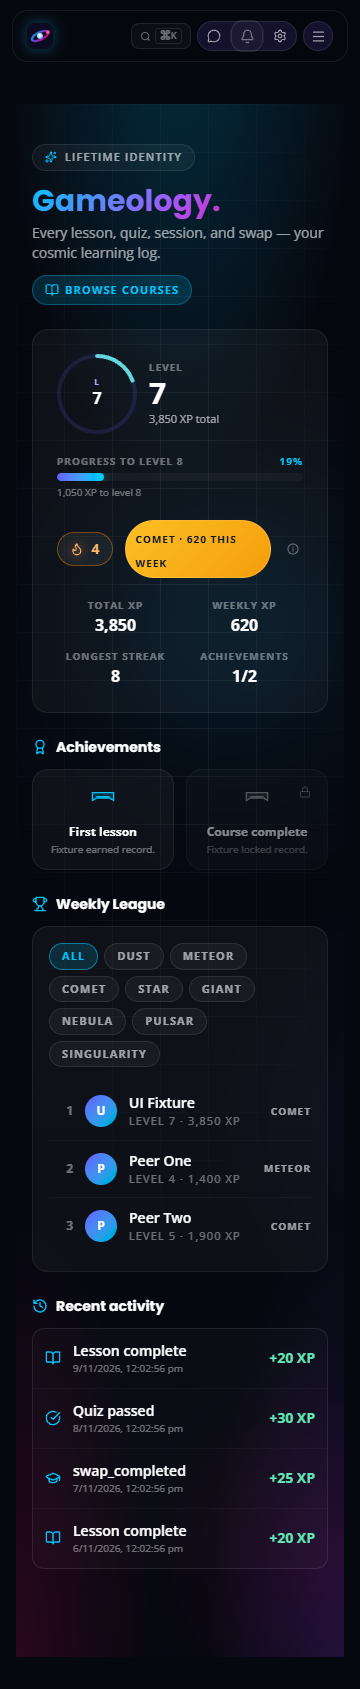 ⌘K
LIFETIME IDENTITY
Gameology.
Every lesson, quiz, session, and swap — your
cosmic learning log.
BROWSE COURSES
L
7
LEVEL
7
3,850 XP total
PROGRESS TO LEVEL 8
19%
1,050 XP to level 8
4
COMET · 620 THIS
WEEK
TOTAL XP
WEEKLY XP
3,850
620
LONGEST STREAK
ACHIEVEMENTS
8
1/2
Achievements
First lesson
Fixture earned record.
Course complete
Fixture locked record.
Weekly League
ALL
DUST
METEOR
COMET
STAR
GIANT
NEBULA
PULSAR
SINGULARITY
1
U
UI Fixture
LEVEL 7 · 3,850 XP
COMET
2
P
Peer One
LEVEL 4 · 1,400 XP
METEOR
3
P
Peer Two
LEVEL 5 · 1,900 XP
COMET
Recent activity
Lesson complete
9/11/2026, 12:02:56 pm
+20 XP
Quiz passed
8/11/2026, 12:02:56 pm
+30 XP
swap_completed
7/11/2026, 12:02:56 pm
+25 XP
Lesson complete
6/11/2026, 12:02:56 pm
+20 XP